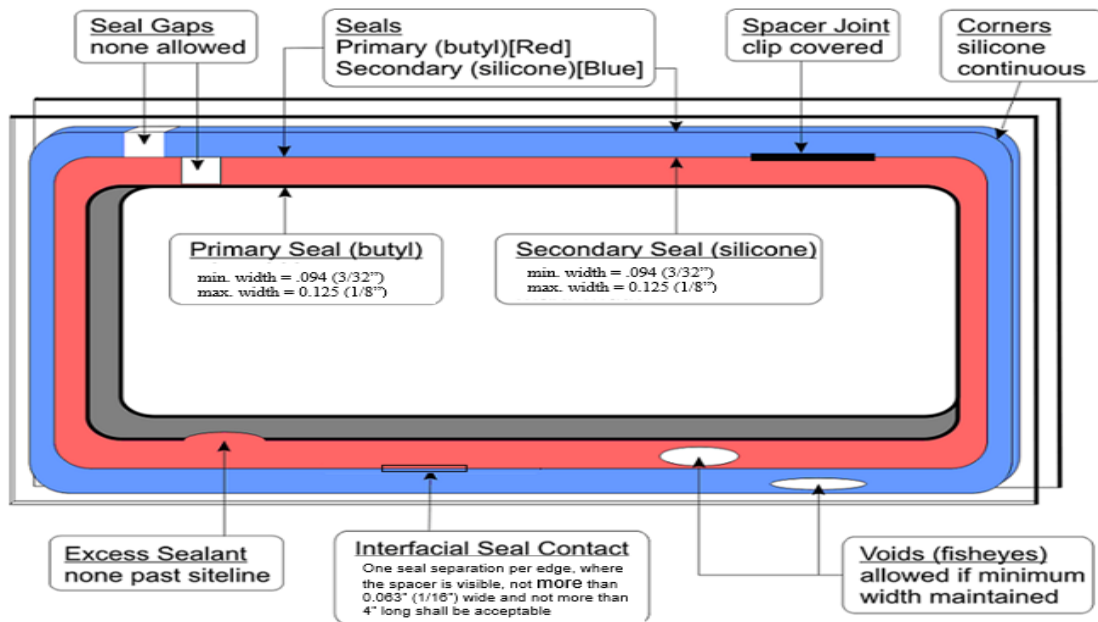 Seal Gaps
none allowed
Seals
Primary (butyl)[Red]
Secondary (silicone)[Blue]
Spacer Joint
clip covered
Corners
silicone
continuous
Primary Seal (butyl)
min. width = .094 (3/32”)
max. width = 0.125 (1/8”)
Secondary Seal (silicone)
min. width = .094 (3/32”)
max. width = 0.125 (1/8”)
Excess Sealant
none past siteline
Interfacial Seal Contact
One seal separation per edge, where
the spacer is visible, not more than
0.063” (1/16”) wide and not more than
4” long shall be acceptable
Voids (fisheyes)
allowed if minimum
width maintained